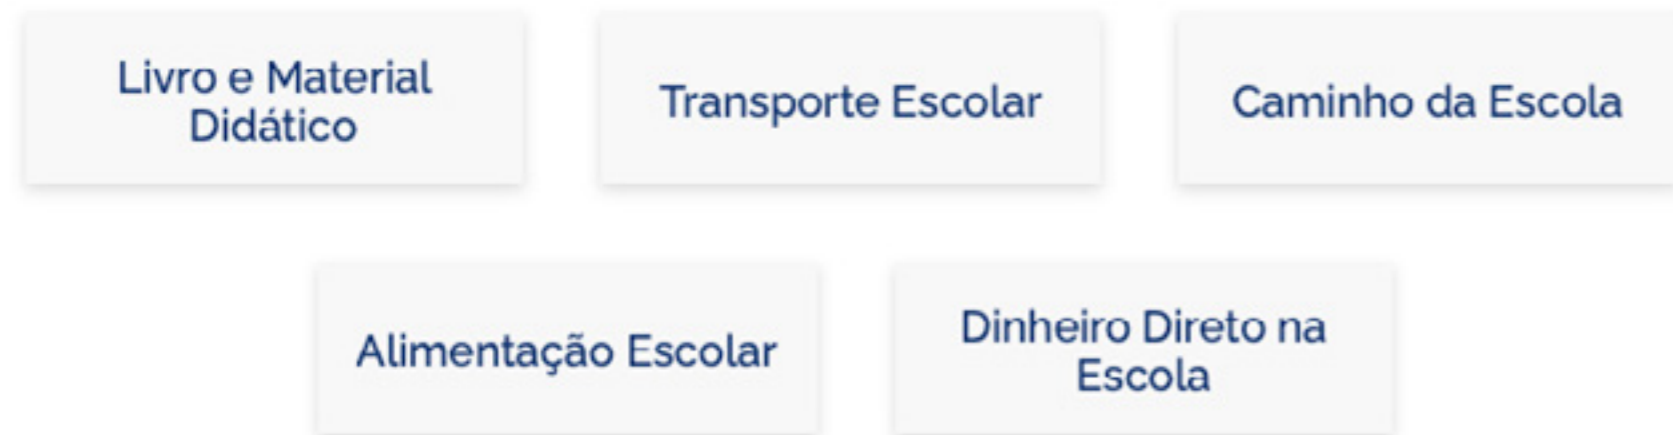 Livro e Material
Didático
Transporte Escolar
Caminho da Escola
Alimentação Escolar
Dinheiro Direto na
Escola